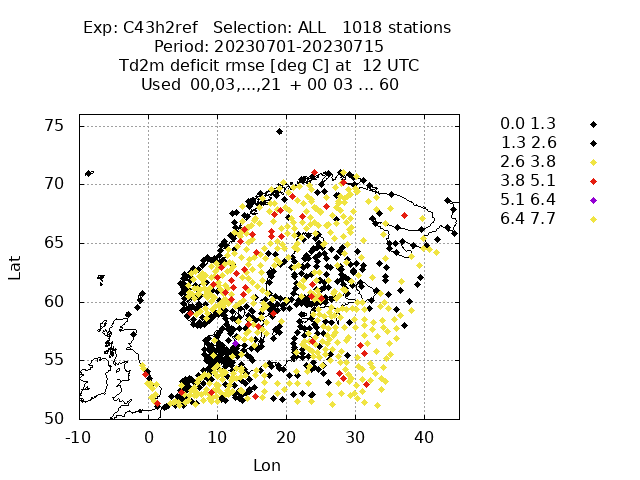 Exp: C43h2ref   Selection: ALL   1018 stations
Period: 20230701-20230715
Td2m deficit rmse [deg C] at  12 UTC
Used  00,03,...,21  + 00 03 ... 60
0.0 1.3
1.3 2.6
2.6 3.8
3.8 5.1
5.1 6.4
6.4 7.7
75
70
65
60
55
50
Lat
-10 0 10 20 30 40
Lon